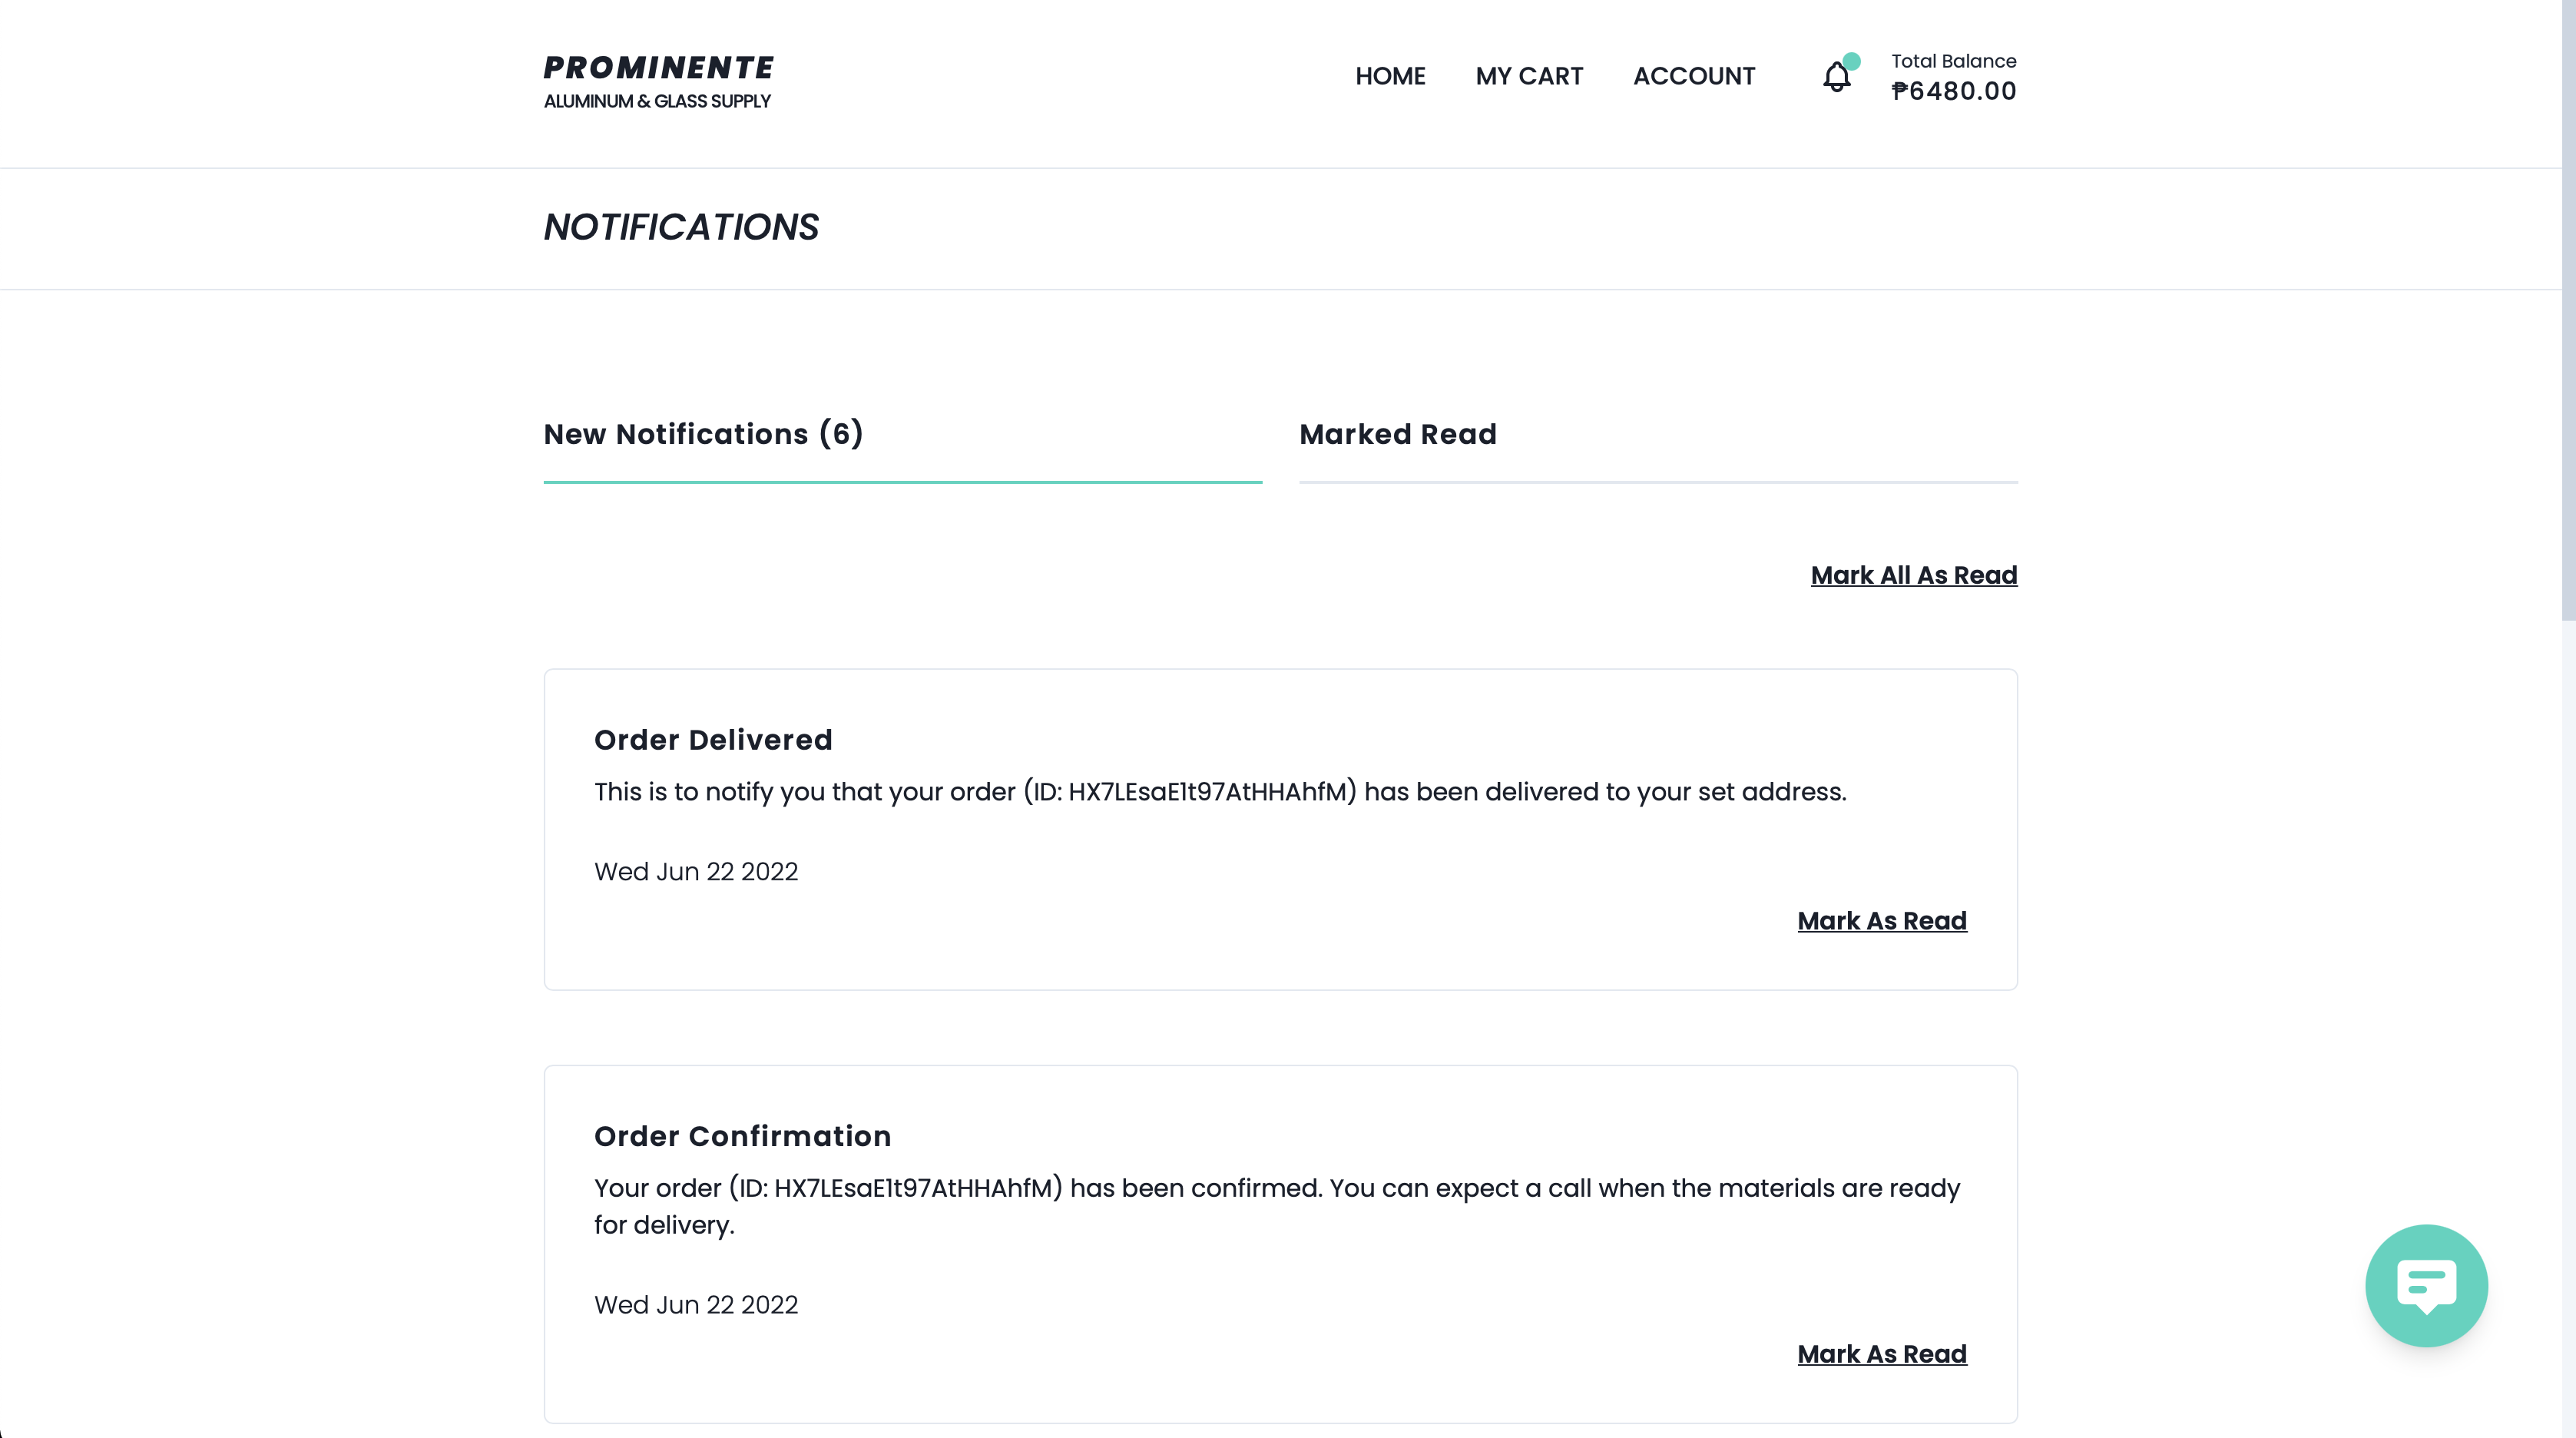 PROMINENTE
ALUMINUM & GLASS SUPPLY
HOME
MY CART
ACCOUNT
Total Balance
₱6480.00
NOTIFICATIONS
New Notifications (6)
Marked Read
Mark All As Read
Order Delivered
This is to notify you that your order (ID: HX7LEsaE1t97AtHHAhfM) has been delivered to your set address.
Wed Jun 22 2022
Mark As Read
Order Confirmation
Your order (ID: HX7LEsaE1t97AtHHAhfM) has been confirmed. You can expect a call when the materials are ready
for delivery.
Wed Jun 22 2022
Mark As Read